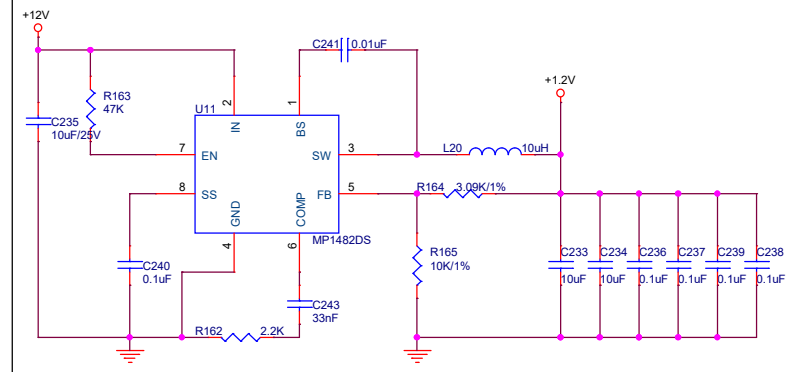 +12V
C241
0.01uF
+1.2V
R163
47K
C235
10uF/25V
U11
2
IN
1
BS
7
EN
SW
3
L20
10uH
8
SS
FB
5
R164
3.09K/1%
GND
4
COMP
6
MP1482DS
C240
0.1uF
R165
10K/1%
C233
10uF
C234
10uF
C236
0.1uF
C237
0.1uF
C239
0.1uF
C238
0.1uF
C243
33nF
R162
2.2K